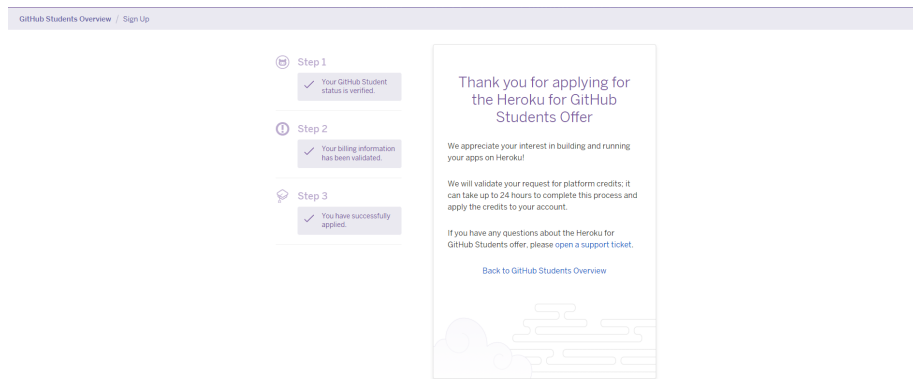 GitHub Students Overview / Sign Up
Step 1
Your GitHub Student
status is verified.
Step 2
Your billing information
has been validated.
Step 3
You have successfully
applied.
Thank you for applying for
the Heroku for GitHub
Students Offer
We appreciate your interest in building and running
your apps on Heroku!
We will validate your request for platform credits; it
can take up to 24 hours to complete this process and
apply the credits to your account.
If you have any questions about the Heroku for
GitHub Students offer, please open a support ticket.
Back to GitHub Students Overview